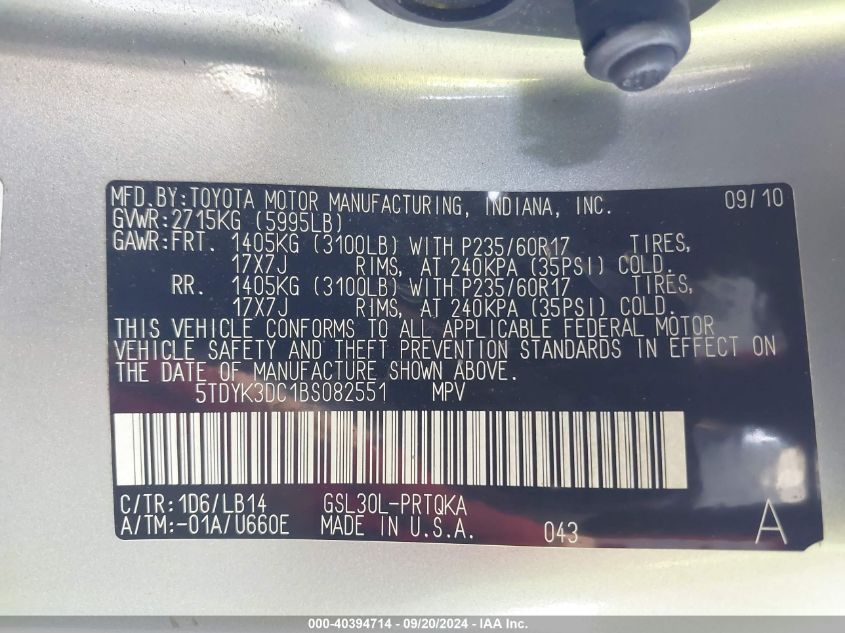 MFD.BY:TOYOTA MOTOR MANUFACTURING, INDIANA, INC. 09/10
GVWR:2715KG (5995LB)
GAWR:FRT. 1405KG (3100LB) WITH P235/60R17 TIRES,
17X7J RIMS, AT 240KPA (35PSI) COLD.
RR. 1405KG (3100LB) WITH P235/60R17 TIRES,
17X7J RIMS, AT 240KPA (35PSI) COLD.
THIS VEHICLE CONFORMS TO ALL APPLICABLE FEDERAL MOTOR
VEHICLE SAFETY AND THEFT PREVENTION STANDARDS IN EFFECT ON
THE DATE OF MANUFACTURE SHOWN ABOVE.
5TDYK3DC1BS082551 MPV
C/TR:1D6/LB14 GSL30L-PRTQKA
A/TM:-01A/U660E MADE IN U.S.A. 043 A
000-40394714 - 09/20/2024 - IAA Inc.